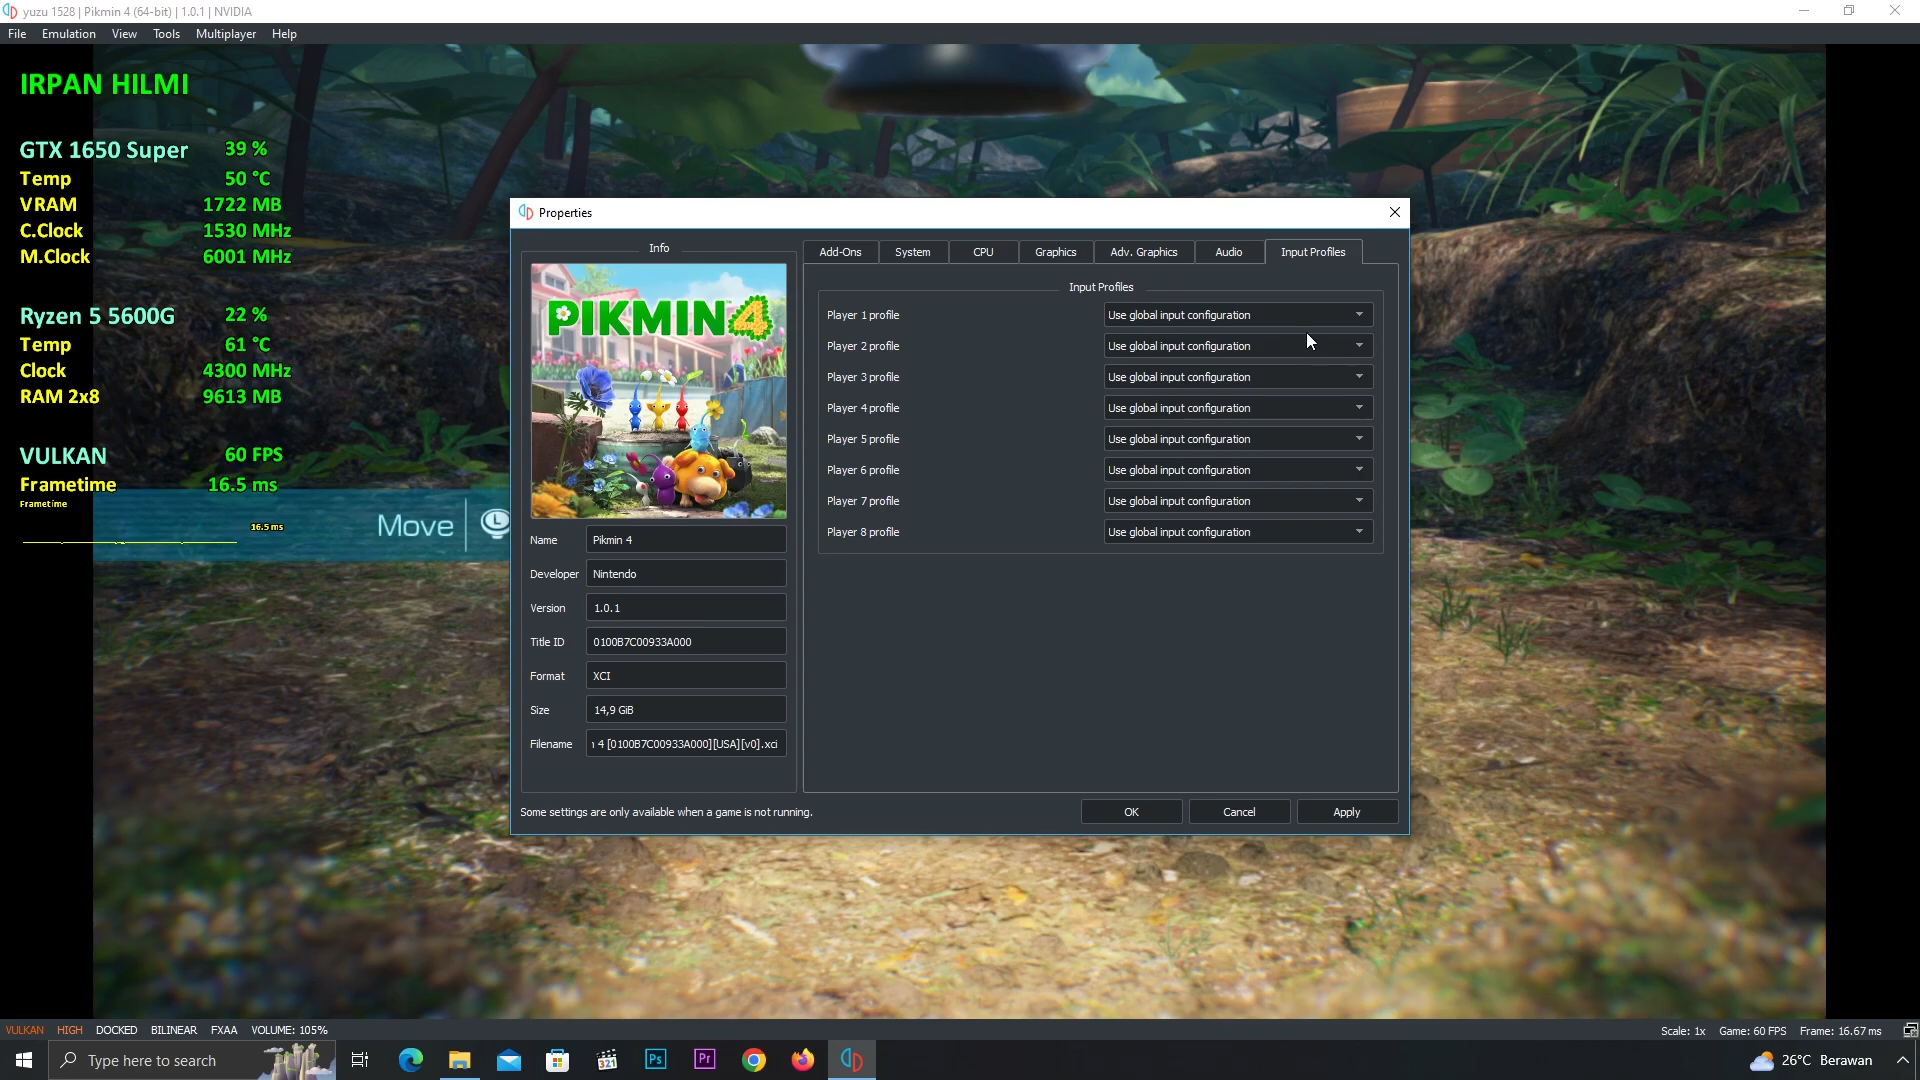 yuzu 1528 | Pikmin 4 (64-bit) | 1.0.1 | NVIDIA
File Emulation View Tools Multiplayer Help
IRPAN HILMI
GTX 1650 Super 39 %
Temp 50 °C
VRAM 1722 MB
C.Clock 1530 MHz
M.Clock 6001 MHz
Ryzen 5 5600G 22 %
Temp 61 °C
Clock 4300 MHz
RAM 2x8 9613 MB
VULKAN 60 FPS
Frametime 16.5 ms
Frametime
16.5 ms
Move L
Properties
Info
PIKMIN 4
Name Pikmin 4
Developer Nintendo
Version 1.0.1
Title ID 0100B7C00933A000
Format XCI
Size 14,9 GiB
Filename 4 [0100B7C00933A000][USA][v0].xci
Add-Ons System CPU Graphics Adv. Graphics Audio Input Profiles
Input Profiles
Player 1 profile Use global input configuration
Player 2 profile Use global input configuration
Player 3 profile Use global input configuration
Player 4 profile Use global input configuration
Player 5 profile Use global input configuration
Player 6 profile Use global input configuration
Player 7 profile Use global input configuration
Player 8 profile Use global input configuration
Some settings are only available when a game is not running.
OK Cancel Apply
VULKAN HIGH DOCKED BILINEAR FXAA VOLUME: 105%
Scale: 1x Game: 60 FPS Frame: 16.67 ms
Type here to search
321
Ps
Pr
26°C Berawan